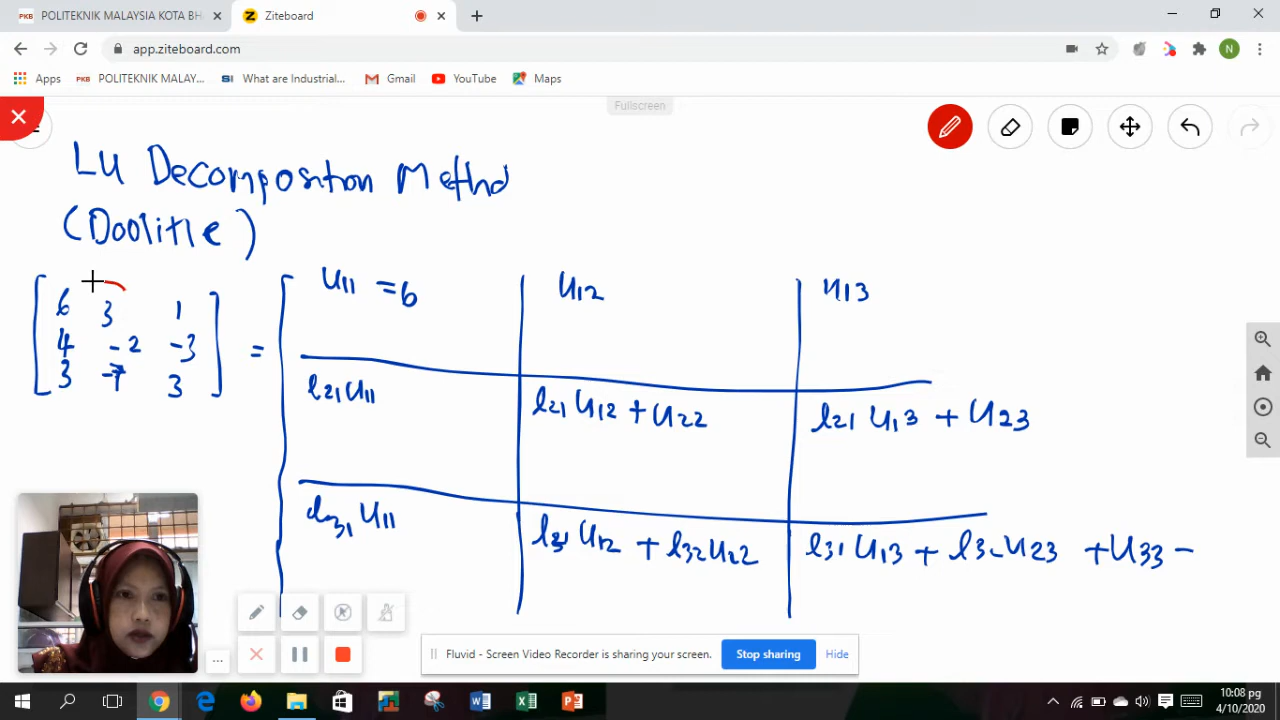 POLITEKNIK MALAYSIA KOTA BH
Ziteboard
app.ziteboard.com
Apps
POLITEKNIK MALAY...
What are Industrial...
Gmail
YouTube
Maps
Fullscreen
LU Decomposition Method
(Doolitle)
6 3 1
4 -2 -3
3 -7 3
=
u11 = 6
u12
u13
l21 u11
l21 u12 + u22
l21 u13 + u23
l31 u11
l31 u12 + l32 u22
l31 u13 + l32 u23 + u33 -
Fluvid - Screen Video Recorder is sharing your screen.
Stop sharing
Hide
10:08 pg
4/10/2020